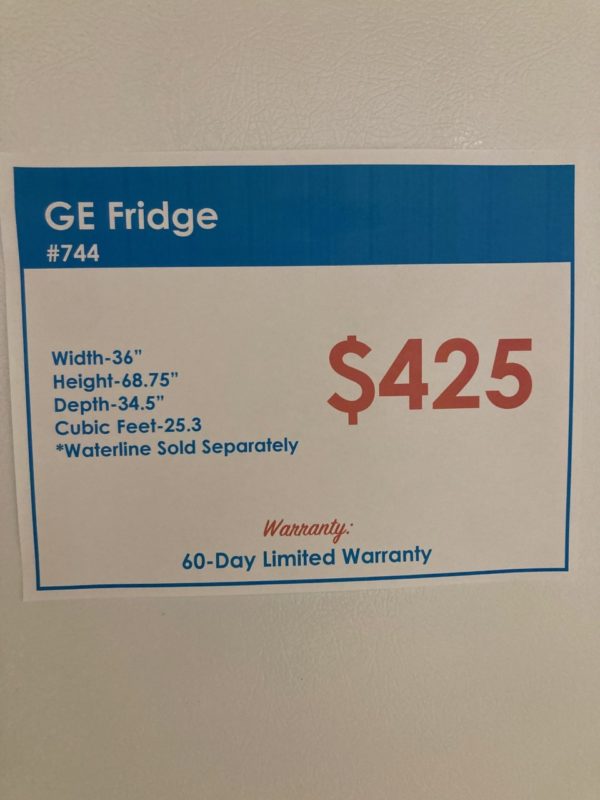 GE Fridge
#744
Width-36”
Height-68.75”
Depth-34.5”
Cubic Feet-25.3
*Waterline Sold Separately
$425
Warranty:
60-Day Limited Warranty